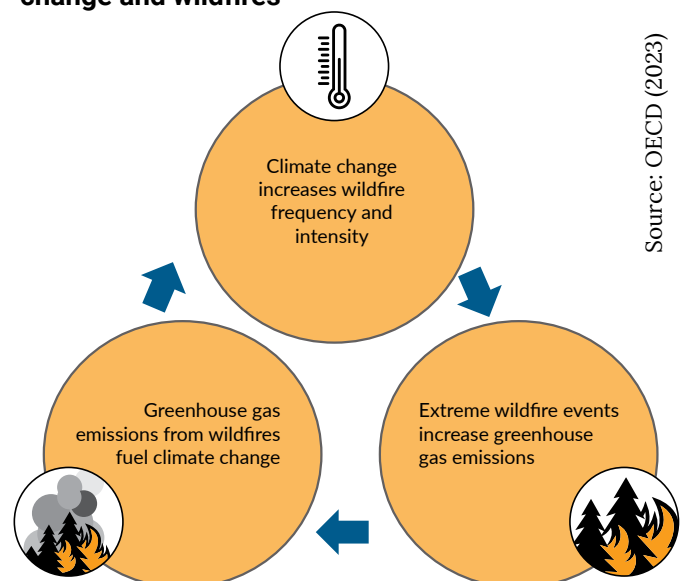 change and wildfires
Source: OECD (2023)
Climate change
increases wildfire
frequency and
intensity
Greenhouse gas
emissions from wildfires
fuel climate change
Extreme wildfire events
increase greenhouse
gas emissions